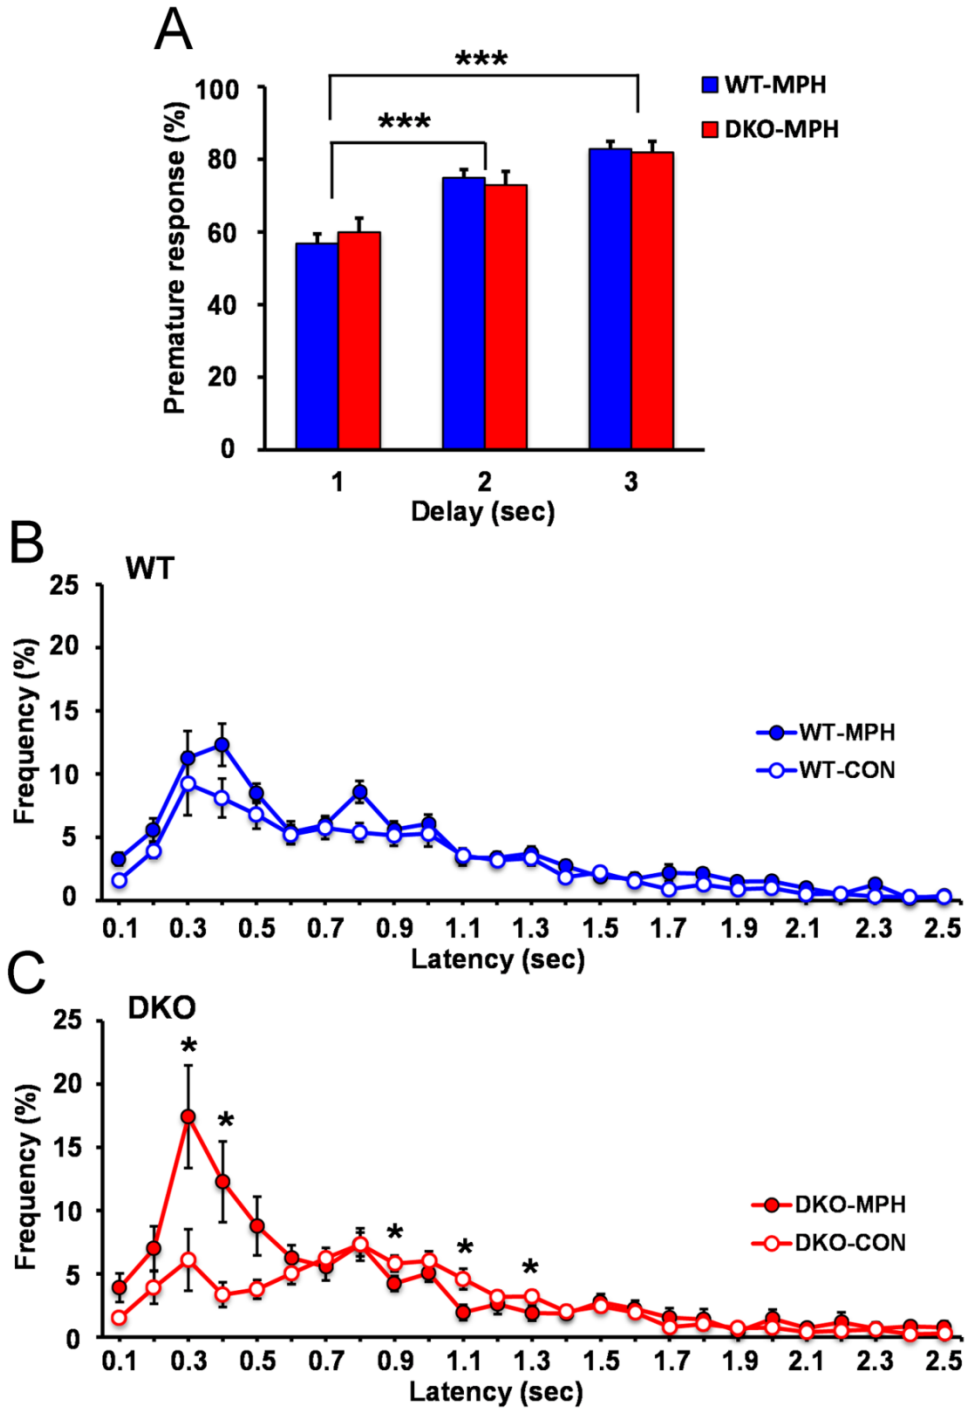 A
***
***
WT-MPH
DKO-MPH
Premature response (%)
100
80
60
40
20
0
1 2 3
Delay (sec)
B
WT
Frequency (%)
25
20
15
10
5
0
WT-MPH
WT-CON
0.1 0.3 0.5 0.7 0.9 1.1 1.3 1.5 1.7 1.9 2.1 2.3 2.5
Latency (sec)
C
DKO
Frequency (%)
25
20
15
10
5
0
*
*
*
*
*
DKO-MPH
DKO-CON
0.1 0.3 0.5 0.7 0.9 1.1 1.3 1.5 1.7 1.9 2.1 2.3 2.5
Latency (sec)